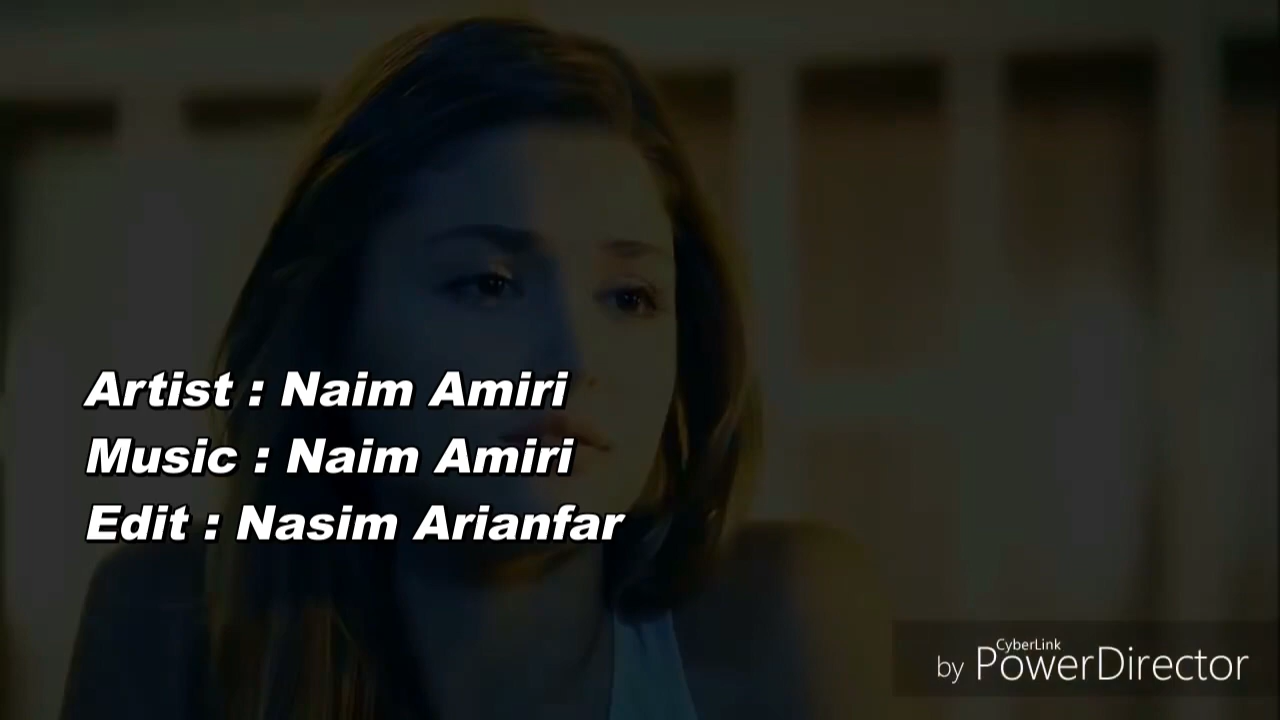 Artist : Naim Amiri
Music : Naim Amiri
Edit : Nasim Arianfar
CyberLink
by PowerDirector